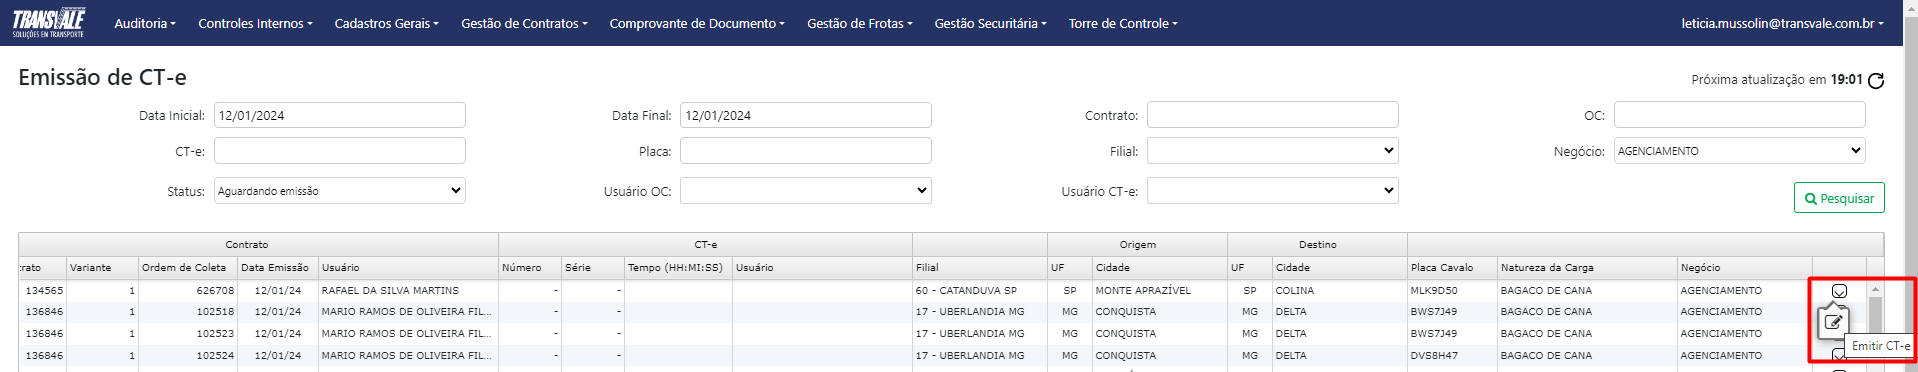 TRANSVALE
SOLUÇÕES EM TRANSPORTE
Auditoria Controles Internos Cadastros Gerais Gestão de Contratos Comprovante de Documento Gestão de Frotas Gestão Securitária Torre de Controle leticia.mussolin@transvale.com.br
Emissão de CT-e
Próxima atualização em 19:01
Data Inicial: 12/01/2024 Data Final: 12/01/2024 Contrato: OC:
CT-e: Placa: Filial: Negócio: AGENCIAMENTO
Status: Aguardando emissão Usuário OC: Usuário CT-e:
Pesquisar
Contrato CT-e Origem Destino
rato Variante Ordem de Coleta Data Emissão Usuário Número Série Tempo (HH:MI:SS) Usuário Filial UF Cidade UF Cidade Placa Cavalo Natureza da Carga Negócio
134565 1 626708 12/01/24 RAFAEL DA SILVA MARTINS - - 60 - CATANDUVA SP SP MONTE APRAZÍVEL SP COLINA MLK9D50 BAGACO DE CANA AGENCIAMENTO
136846 1 102518 12/01/24 MARIO RAMOS DE OLIVEIRA FIL... - - 17 - UBERLANDIA MG MG CONQUISTA MG DELTA BWS7J49 BAGACO DE CANA AGENCIAMENTO
136846 1 102523 12/01/24 MARIO RAMOS DE OLIVEIRA FIL... - - 17 - UBERLANDIA MG MG CONQUISTA MG DELTA BWS7J49 BAGACO DE CANA AGENCIAMENTO
136846 1 102524 12/01/24 MARIO RAMOS DE OLIVEIRA FIL... - - 17 - UBERLANDIA MG MG CONQUISTA MG DELTA DVS8H47 BAGACO DE CANA AGENCIAMENTO
Emitir CT-e